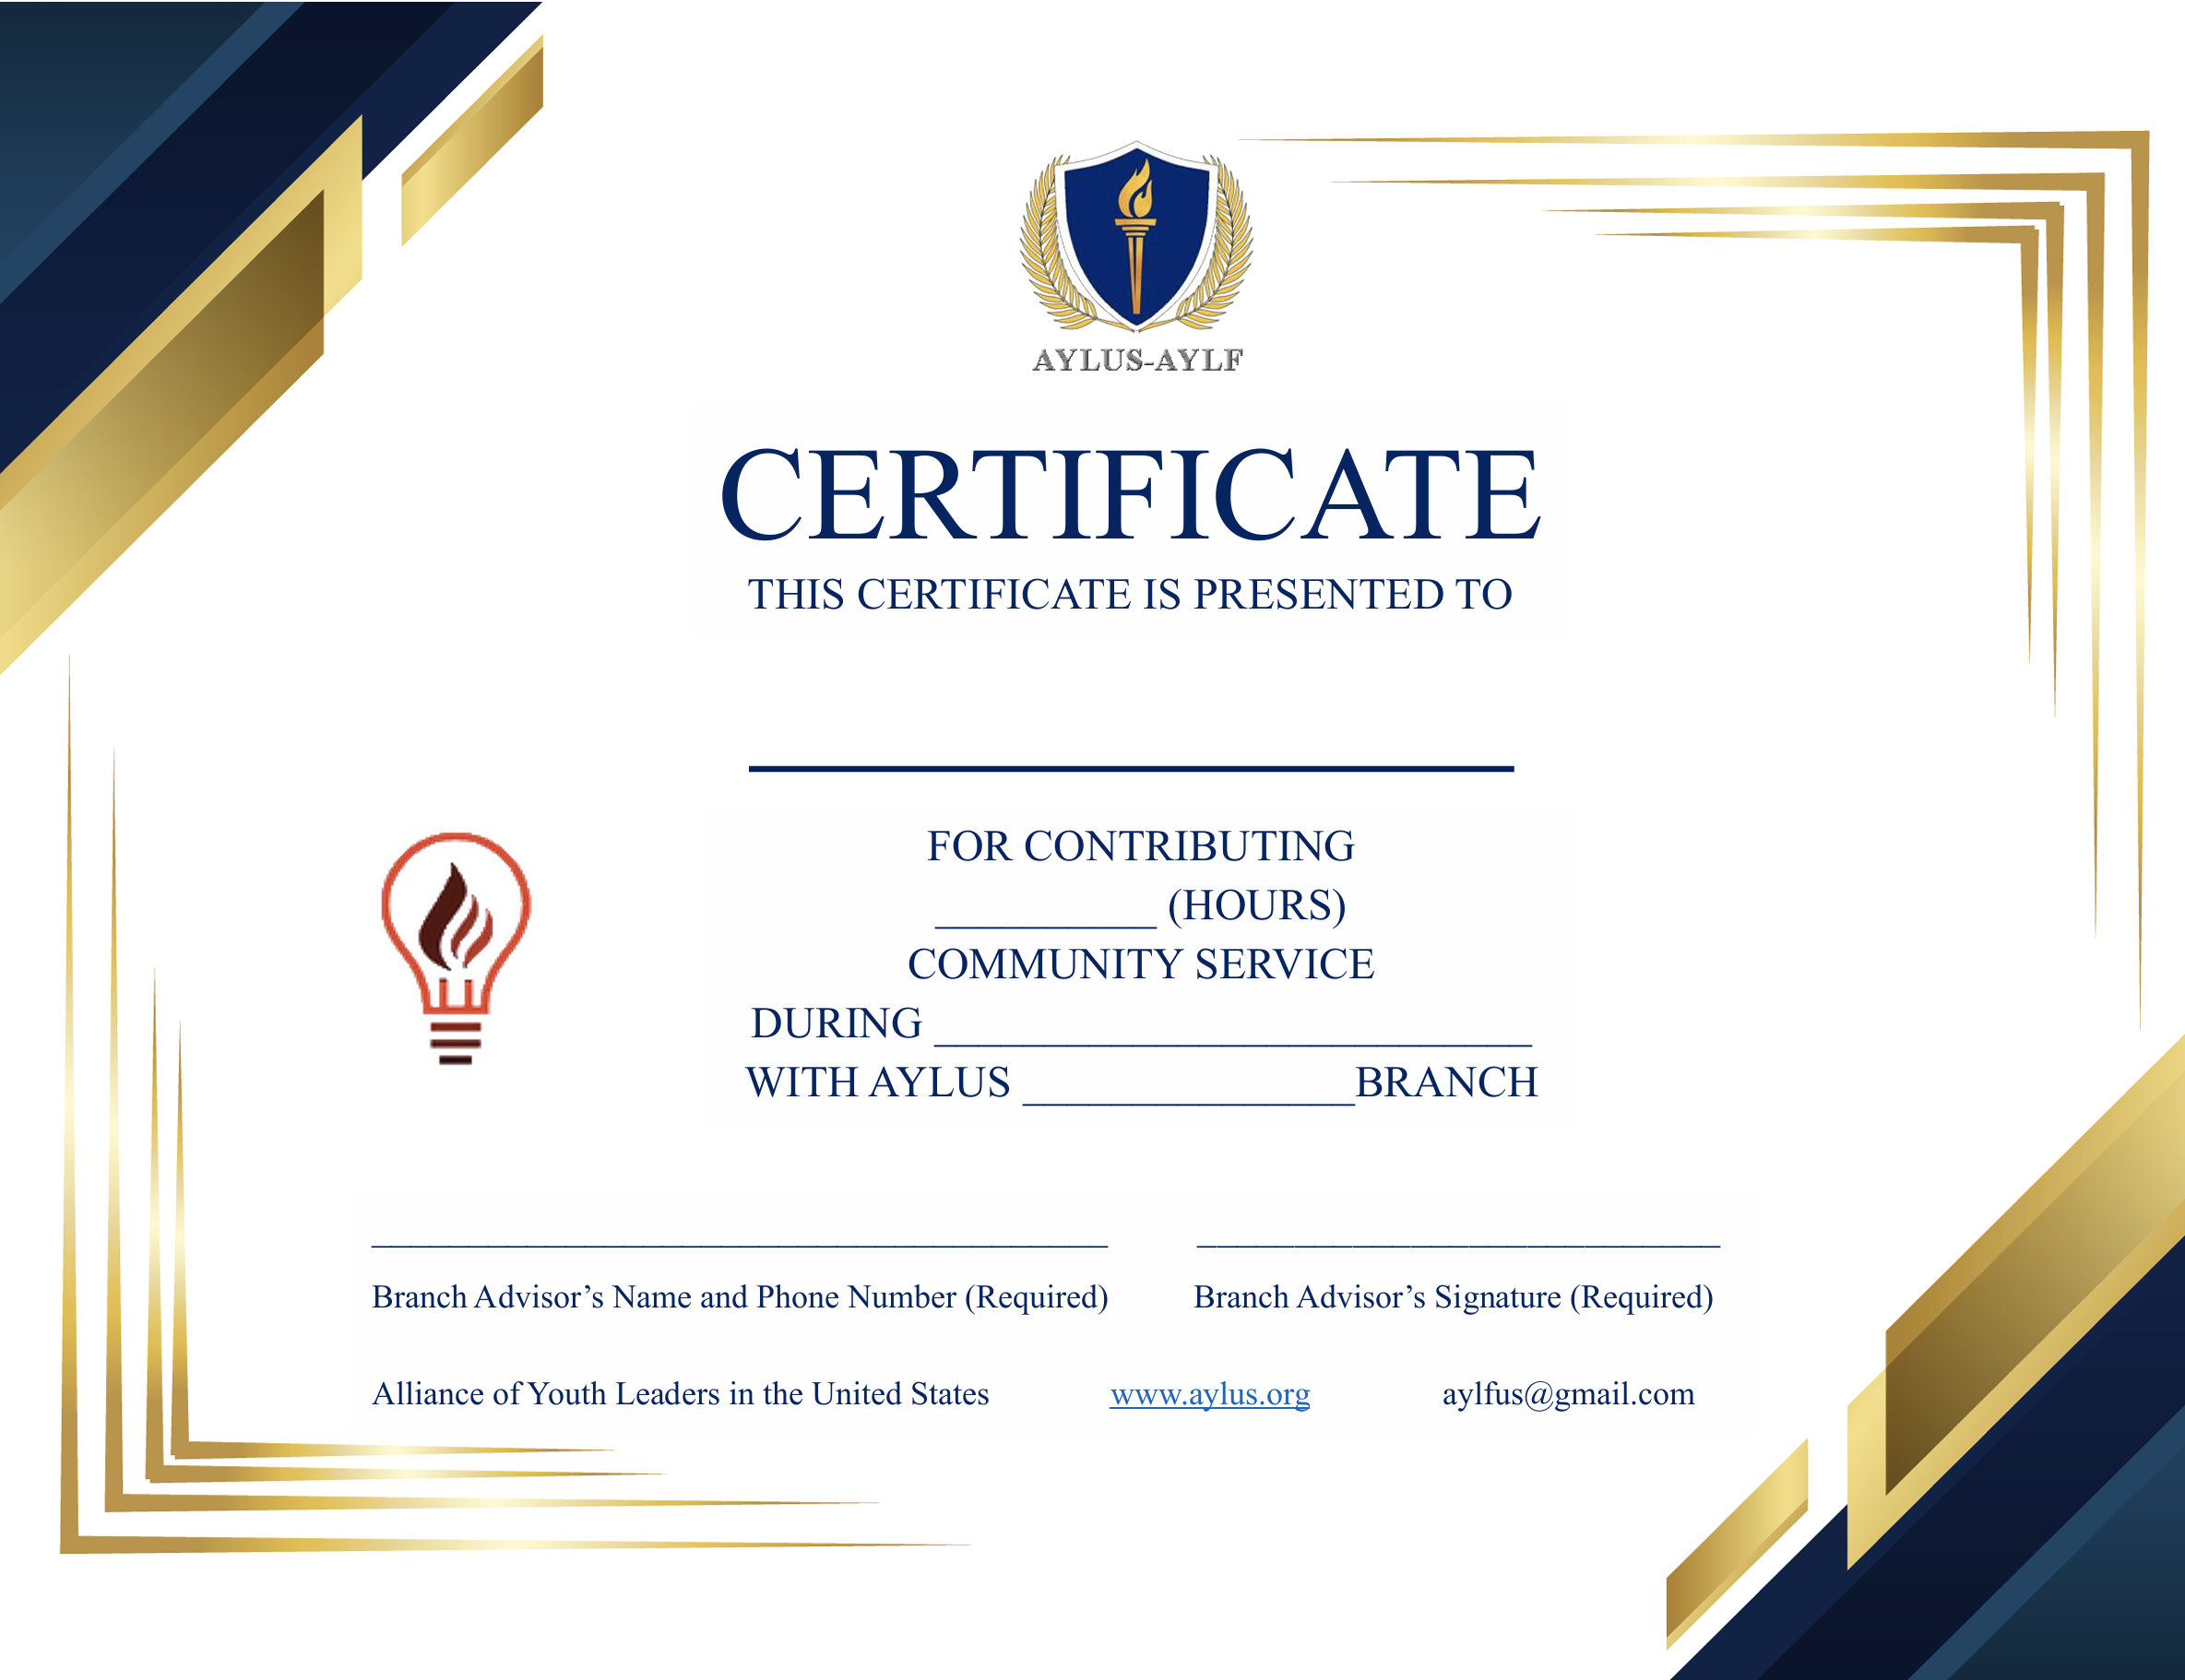 AYLUS-AYLF
CERTIFICATE
THIS CERTIFICATE IS PRESENTED TO
FOR CONTRIBUTING
__________ (HOURS)
COMMUNITY SERVICE
DURING ___________________________
WITH AYLUS _______________BRANCH
Branch Advisor’s Name and Phone Number (Required) Branch Advisor’s Signature (Required)
Alliance of Youth Leaders in the United States www.aylus.org aylfus@gmail.com